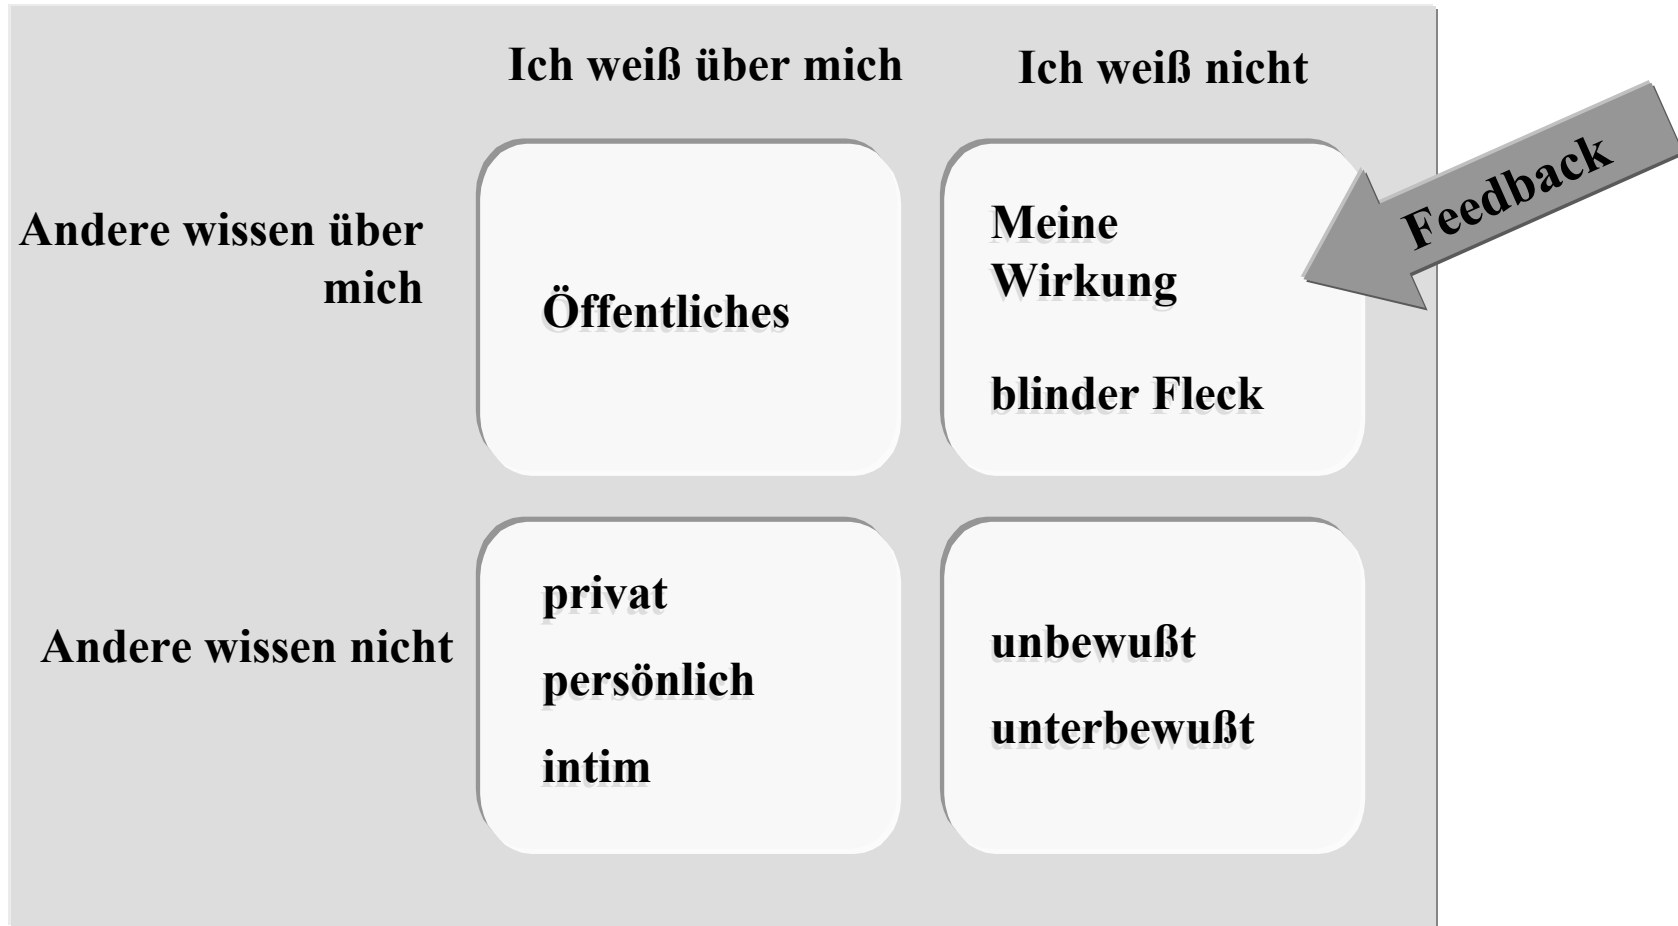 Ich weiß über mich
Ich weiß nicht
Feedback
Andere wissen über
mich
Öffentliches
Meine
Wirkung
blinder Fleck
Andere wissen nicht
privat
persönlich
intim
unbewußt
unterbewußt